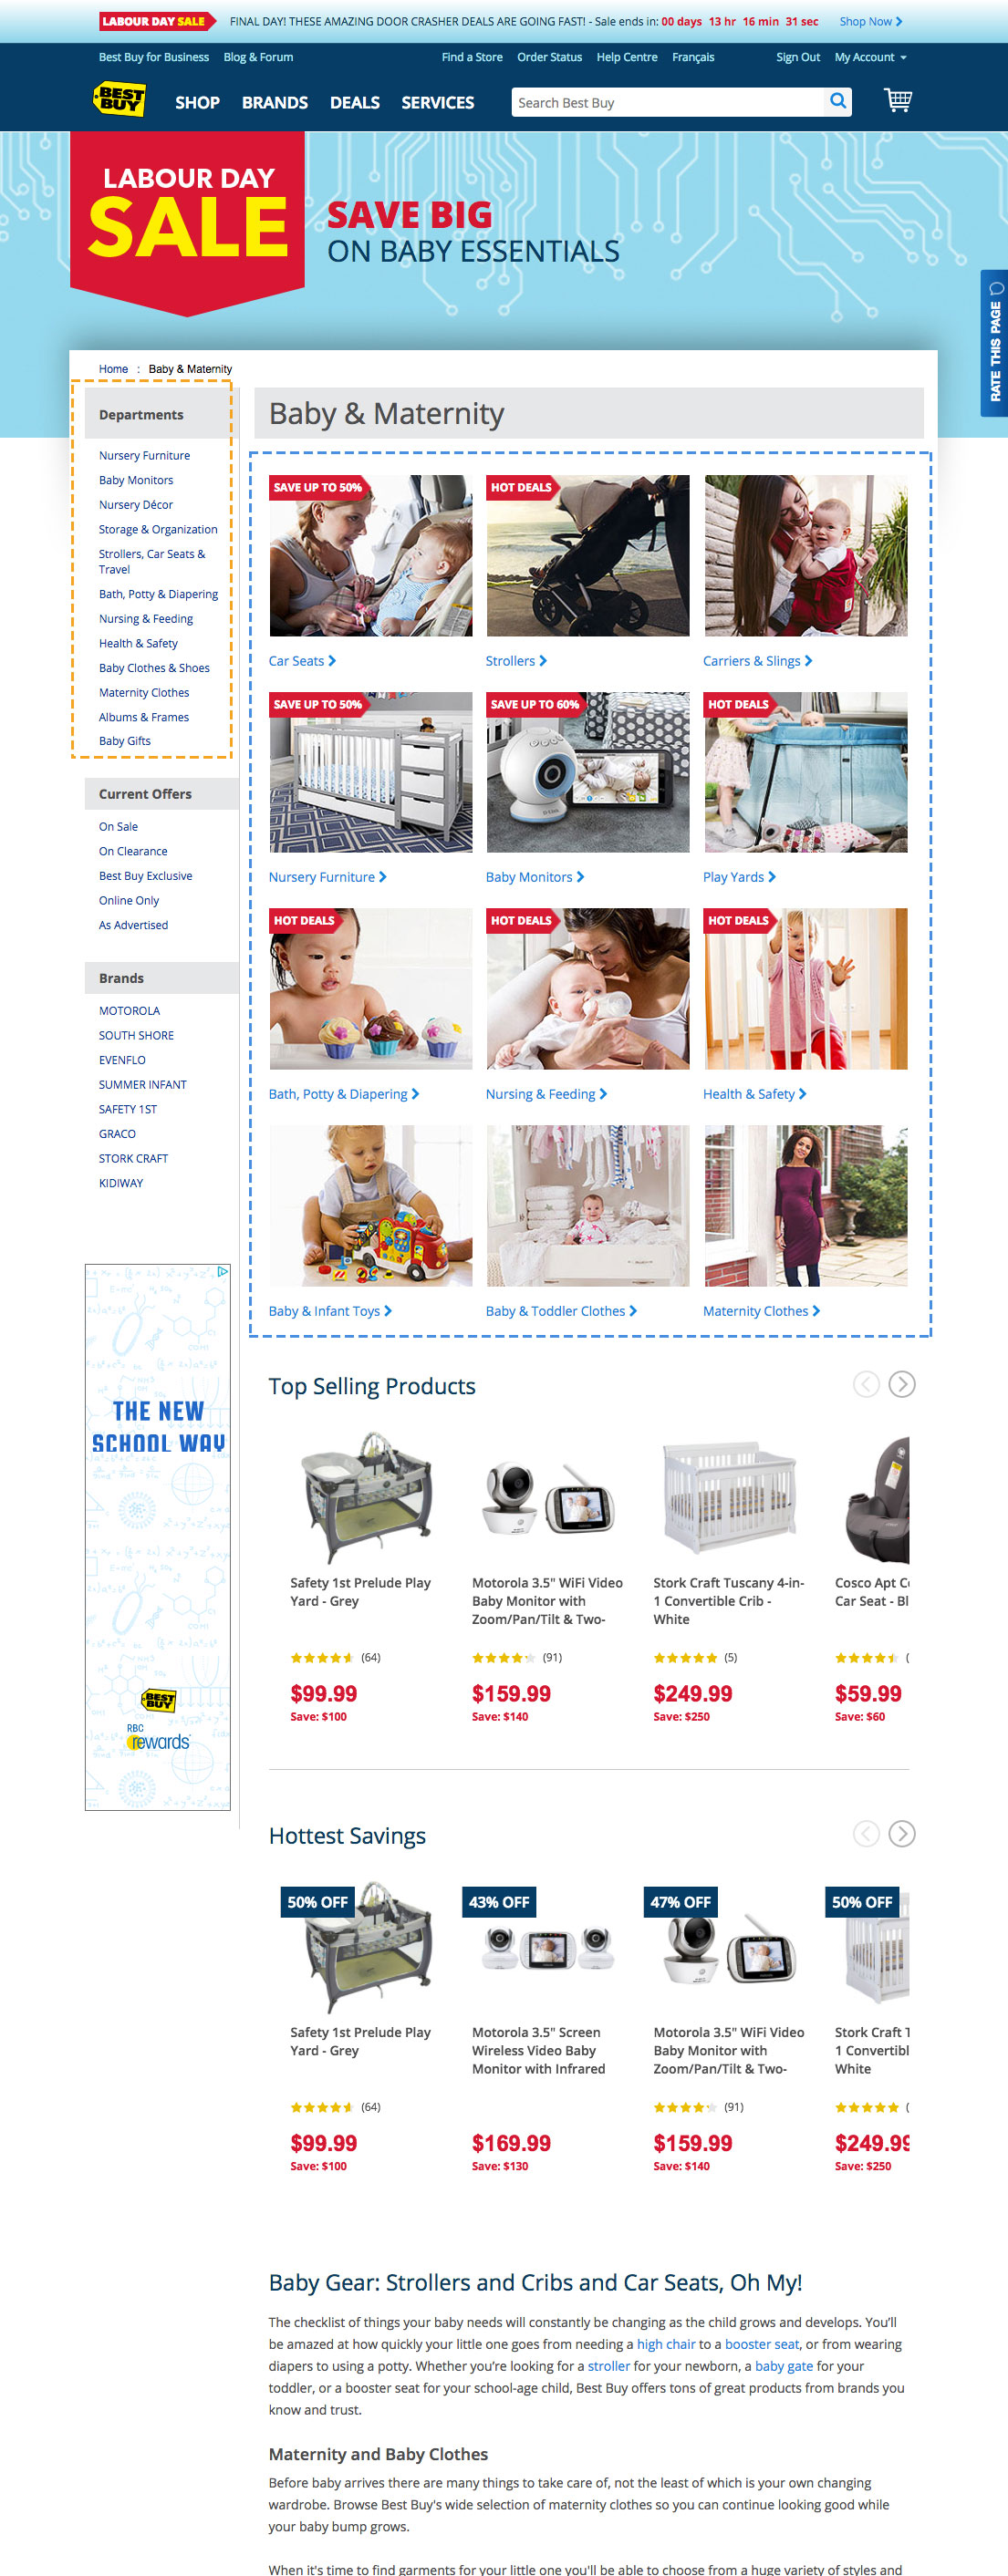 LABOUR DAY SALE FINAL DAY! THESE AMAZING DOOR CRASHER DEALS ARE GOING FAST! - Sale ends in: 00 days 13 hr 16 min 31 sec Shop Now
Best Buy for Business Blog & Forum Find a Store Order Status Help Centre Français Sign Out My Account
BEST BUY SHOP BRANDS DEALS SERVICES Search Best Buy
LABOUR DAY
SALE
SAVE BIG
ON BABY ESSENTIALS
RATE THIS PAGE
Home : Baby & Maternity
Departments
Nursery Furniture
Baby Monitors
Nursery Décor
Storage & Organization
Strollers, Car Seats &
Travel
Bath, Potty & Diapering
Nursing & Feeding
Health & Safety
Baby Clothes & Shoes
Maternity Clothes
Albums & Frames
Baby Gifts
Current Offers
On Sale
On Clearance
Best Buy Exclusive
Online Only
As Advertised
Brands
MOTOROLA
SOUTH SHORE
EVENFLO
SUMMER INFANT
SAFETY 1ST
GRACO
STORK CRAFT
KIDIWAY
THE NEW
SCHOOL WAY
BEST BUY
RBC
rewards
Baby & Maternity
SAVE UP TO 50% HOT DEALS
Car Seats Strollers Carriers & Slings
SAVE UP TO 50% SAVE UP TO 60% HOT DEALS
Nursery Furniture Baby Monitors Play Yards
HOT DEALS HOT DEALS HOT DEALS
Bath, Potty & Diapering Nursing & Feeding Health & Safety
Baby & Infant Toys Baby & Toddler Clothes Maternity Clothes
Top Selling Products
Safety 1st Prelude Play Motorola 3.5" WiFi Video Stork Craft Tuscany 4-in- Cosco Apt C
Yard - Grey Baby Monitor with 1 Convertible Crib - Car Seat - Bl
Zoom/Pan/Tilt & Two- White
(64) (91) (5) (
$99.99 $159.99 $249.99 $59.99
Save: $100 Save: $140 Save: $250 Save: $60
Hottest Savings
50% OFF 43% OFF 47% OFF 50% OFF
Safety 1st Prelude Play Motorola 3.5" Screen Motorola 3.5" WiFi Video Stork Craft T
Yard - Grey Wireless Video Baby Baby Monitor with 1 Convertibl
Monitor with Infrared Zoom/Pan/Tilt & Two- White
(64) (91) (
$99.99 $169.99 $159.99 $249.99
Save: $100 Save: $130 Save: $140 Save: $250
Baby Gear: Strollers and Cribs and Car Seats, Oh My!
The checklist of things your baby needs will constantly be changing as the child grows and develops. You'll
be amazed at how quickly your little one goes from needing a high chair to a booster seat, or from wearing
diapers to using a potty. Whether you're looking for a stroller for your newborn, a baby gate for your
toddler, or a booster seat for your school-age child, Best Buy offers tons of great products from brands you
know and trust.
Maternity and Baby Clothes
Before baby arrives there are many things to take care of, not the least of which is your own changing
wardrobe. Browse Best Buy's wide selection of maternity clothes so you can continue looking good while
your baby bump grows.
When it's time to find garments for your little one you'll be able to choose from a huge variety of styles and